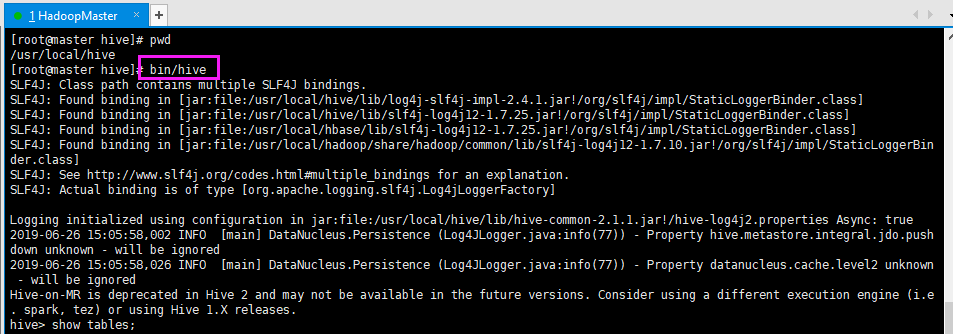 1 HadoopMaster × +
[root@master hive]# pwd
/usr/local/hive
[root@master hive]# bin/hive
SLF4J: Class path contains multiple SLF4J bindings.
SLF4J: Found binding in [jar:file:/usr/local/hive/lib/log4j-slf4j-impl-2.4.1.jar!/org/slf4j/impl/StaticLoggerBinder.class]
SLF4J: Found binding in [jar:file:/usr/local/hive/lib/slf4j-log4j12-1.7.25.jar!/org/slf4j/impl/StaticLoggerBinder.class]
SLF4J: Found binding in [jar:file:/usr/local/hbase/lib/slf4j-log4j12-1.7.25.jar!/org/slf4j/impl/StaticLoggerBinder.class]
SLF4J: Found binding in [jar:file:/usr/local/hadoop/share/hadoop/common/lib/slf4j-log4j12-1.7.10.jar!/org/slf4j/impl/StaticLoggerBin
der.class]
SLF4J: See http://www.slf4j.org/codes.html#multiple_bindings for an explanation.
SLF4J: Actual binding is of type [org.apache.logging.slf4j.Log4jLoggerFactory]
Logging initialized using configuration in jar:file:/usr/local/hive/lib/hive-common-2.1.1.jar!/hive-log4j2.properties Async: true
2019-06-26 15:05:58,002 INFO  [main] DataNucleus.Persistence (Log4JLogger.java:info(77)) - Property hive.metastore.integral.jdo.push
down unknown - will be ignored
2019-06-26 15:05:58,026 INFO  [main] DataNucleus.Persistence (Log4JLogger.java:info(77)) - Property datanucleus.cache.level2 unknown
 - will be ignored
Hive-on-MR is deprecated in Hive 2 and may not be available in the future versions. Consider using a different execution engine (i.e
. spark, tez) or using Hive 1.X releases.
hive> show tables;